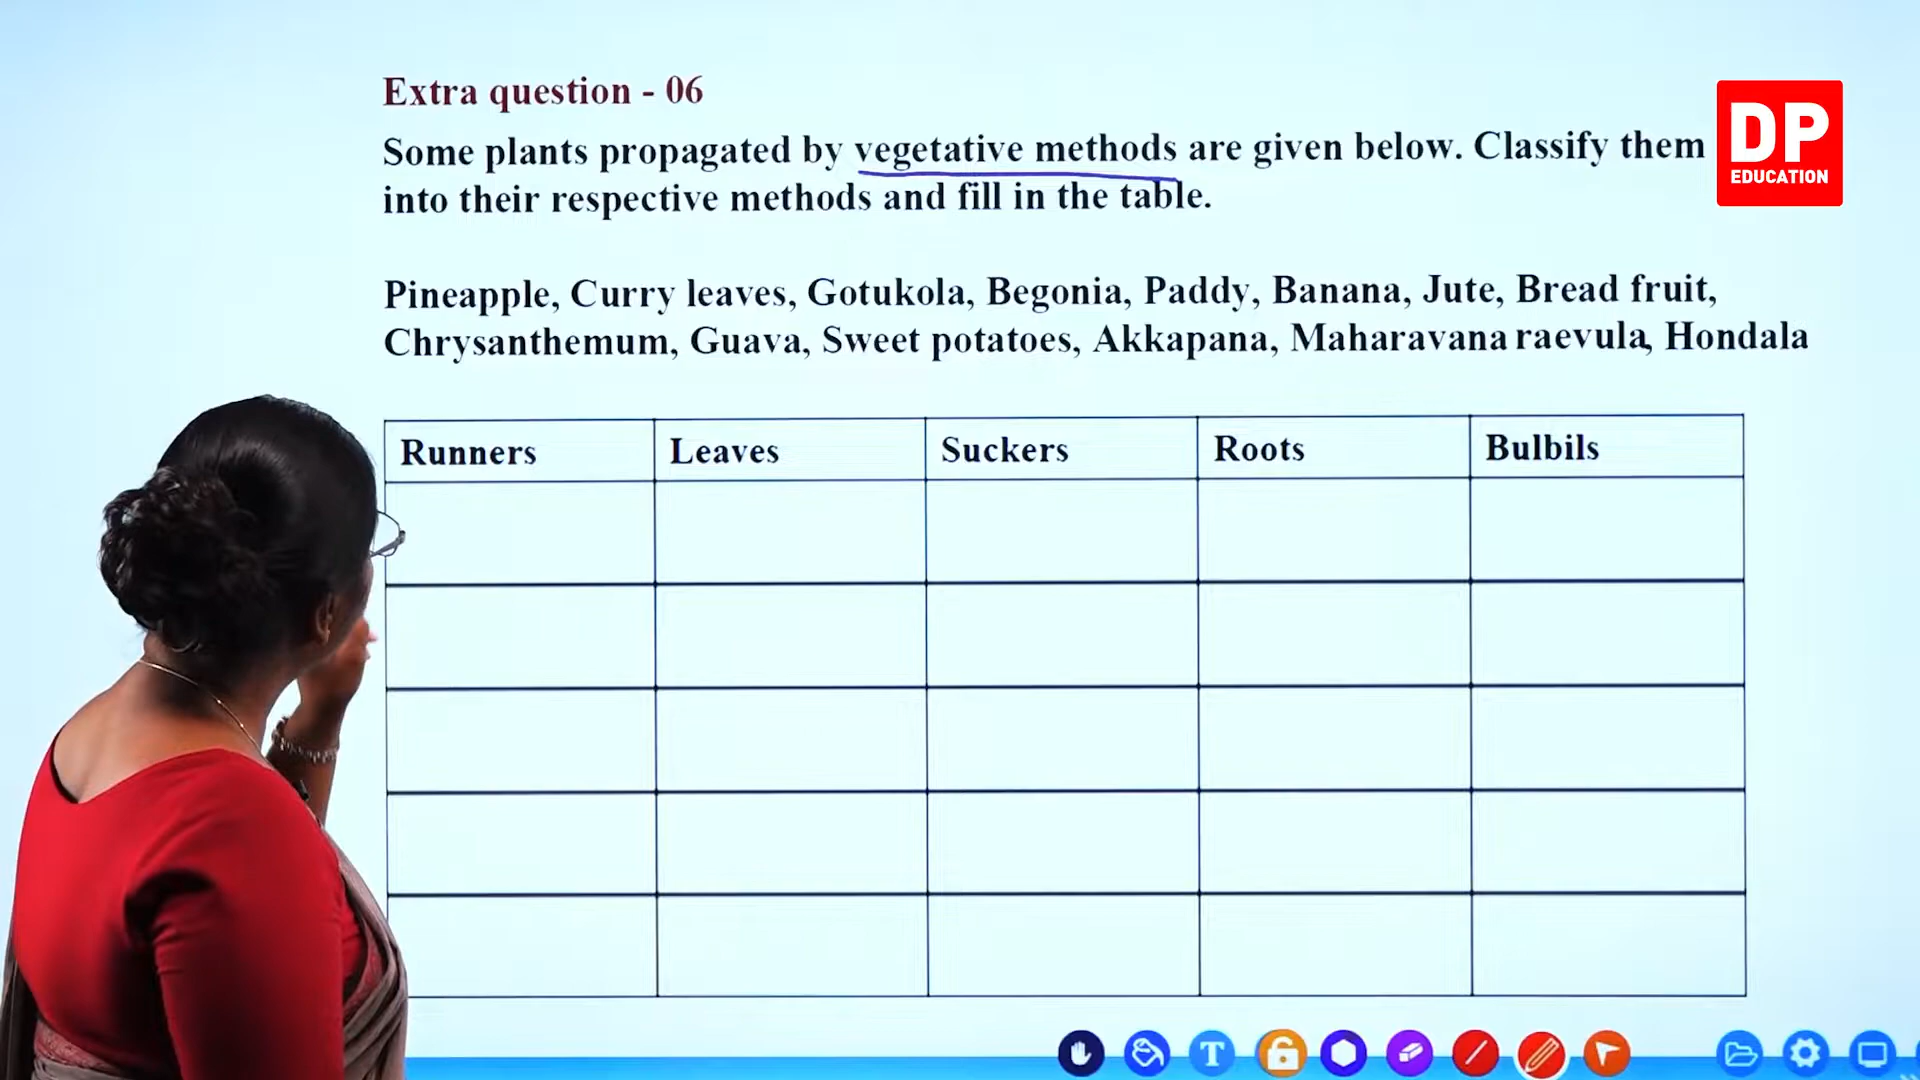 Extra question - 06
DP
EDUCATION
Some plants propagated by vegetative methods are given below. Classify them
into their respective methods and fill in the table.
Pineapple, Curry leaves, Gotukola, Begonia, Paddy, Banana, Jute, Bread fruit,
Chrysanthemum, Guava, Sweet potatoes, Akkapana, Maharavana raevula, Hondala
Runners Leaves Suckers Roots Bulbils
T